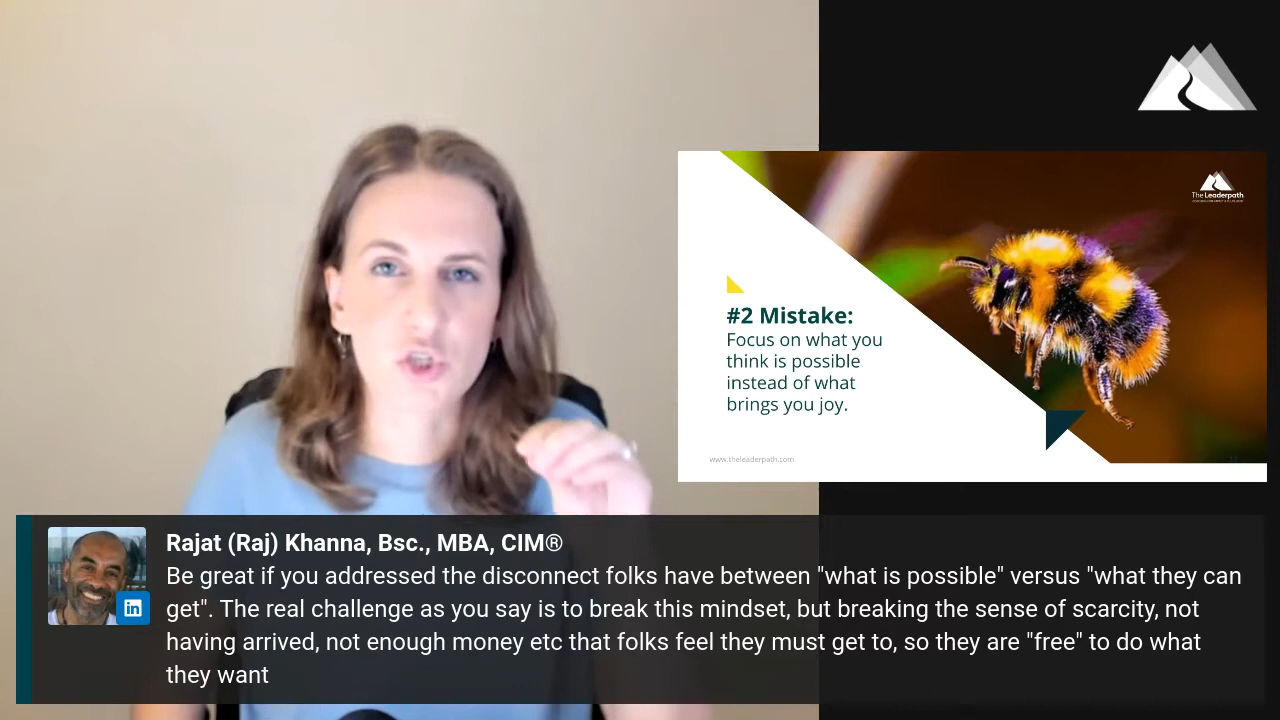 The Leaderpath
#2 Mistake:
Focus on what you
think is possible
instead of what
brings you joy.
www.theleaderpath.com
Rajat (Raj) Khanna, Bsc., MBA, CIM®
Be great if you addressed the disconnect folks have between "what is possible" versus "what they can
get". The real challenge as you say is to break this mindset, but breaking the sense of scarcity, not
having arrived, not enough money etc that folks feel they must get to, so they are "free" to do what
they want
in